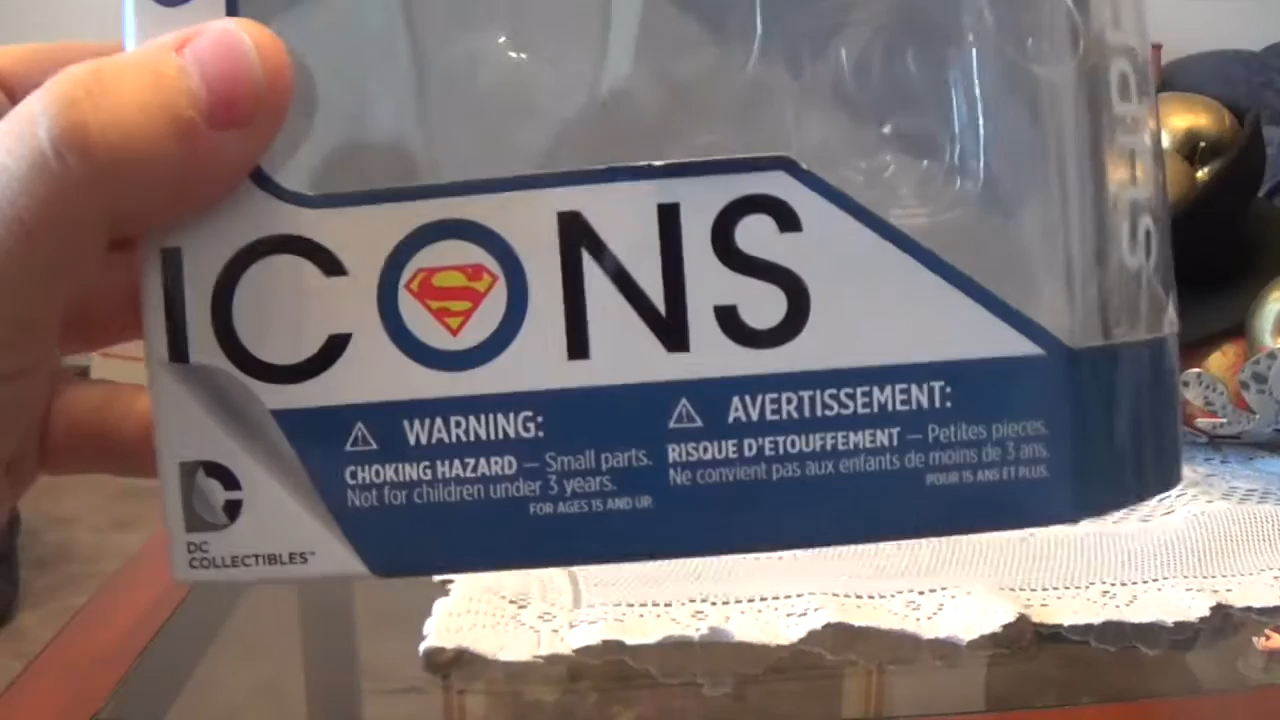 ICONS
WARNING:
CHOKING HAZARD — Small parts.
Not for children under 3 years.
FOR AGES 15 AND UP.
AVERTISSEMENT:
RISQUE D'ETOUFFEMENT — Petites pieces.
Ne convient pas aux enfants de moins de 3 ans.
POUR 15 ANS ET PLUS.
DC
DC
COLLECTIBLES™